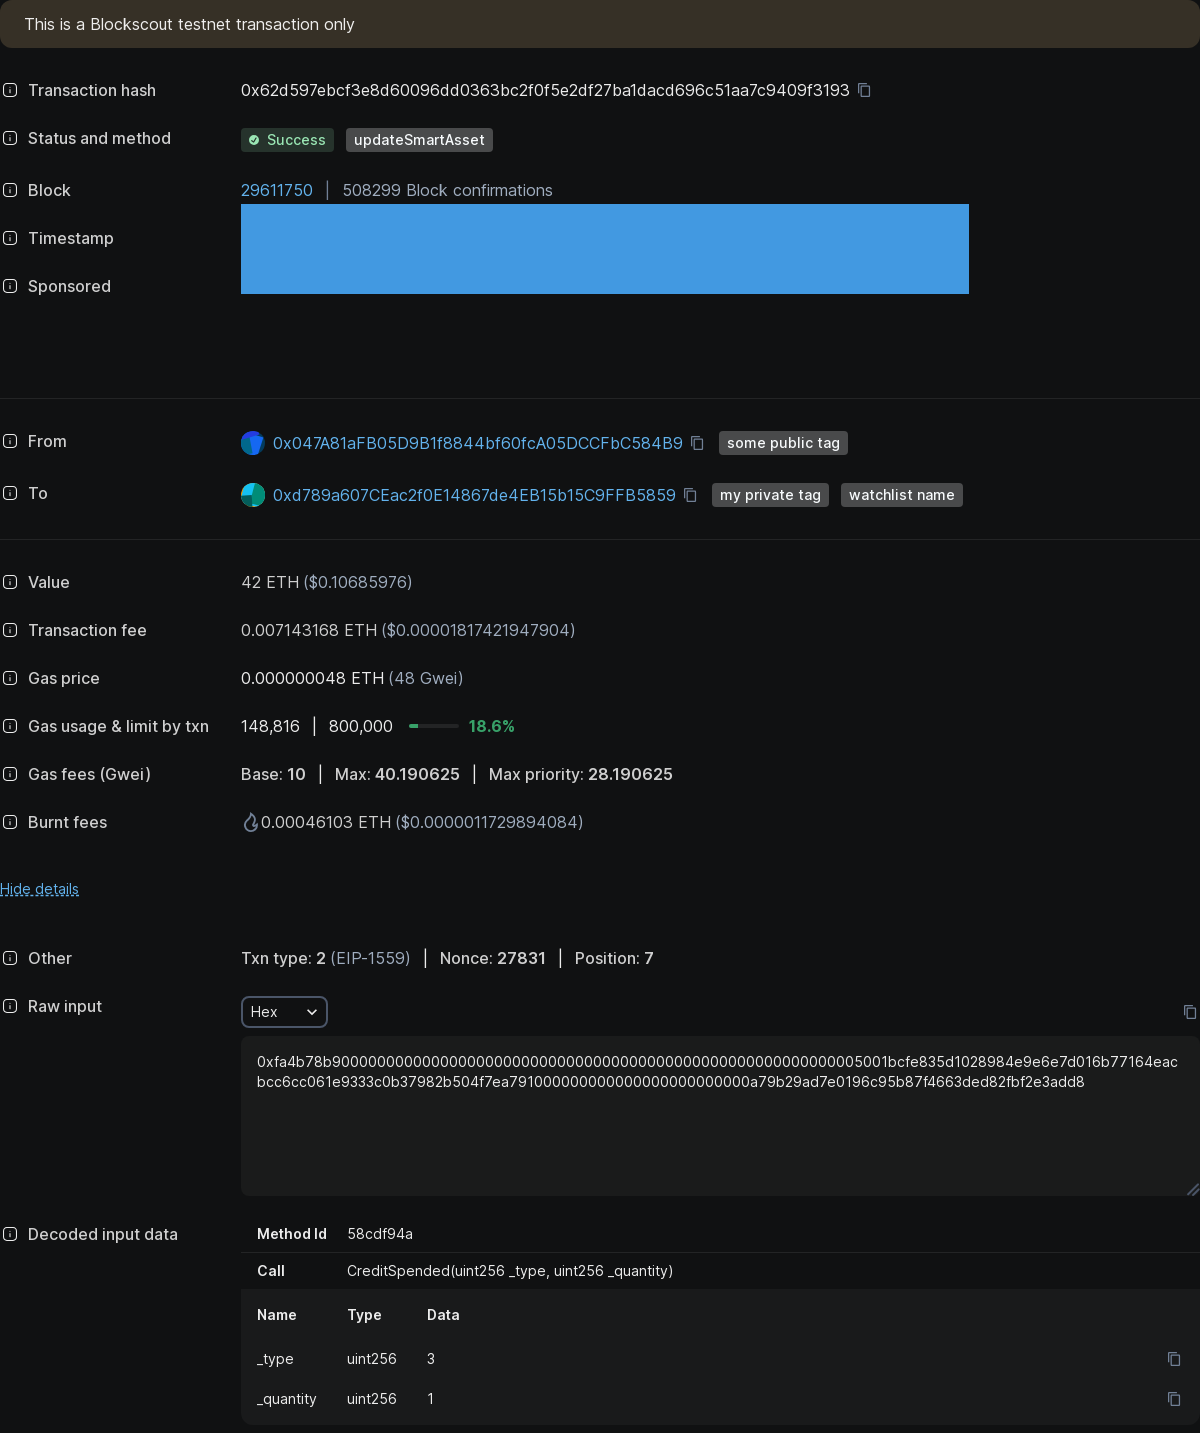 This is a Blockscout testnet transaction only
Transaction hash 0x62d597ebcf3e8d60096dd0363bc2f0f5e2df27ba1dacd696c51aa7c9409f3193
Status and method Success updateSmartAsset
Block 29611750 | 508299 Block confirmations
Timestamp
Sponsored
From 0x047A81aFB05D9B1f8844bf60fcA05DCCFbC584B9 some public tag
To 0xd789a607CEac2f0E14867de4EB15b15C9FFB5859 my private tag watchlist name
Value 42 ETH ($0.10685976)
Transaction fee 0.007143168 ETH ($0.00001817421947904)
Gas price 0.000000048 ETH (48 Gwei)
Gas usage & limit by txn 148,816 | 800,000 18.6%
Gas fees (Gwei) Base: 10 | Max: 40.190625 | Max priority: 28.190625
Burnt fees 0.00046103 ETH ($0.0000011729894084)
Hide details
Other Txn type: 2 (EIP-1559) | Nonce: 27831 | Position: 7
Raw input Hex
0xfa4b78b90000000000000000000000000000000000000000000000000000000005001bcfe835d1028984e9e6e7d016b77164eac
bcc6cc061e9333c0b37982b504f7ea791000000000000000000000000a79b29ad7e0196c95b87f4663ded82fbf2e3add8
Decoded input data Method Id 58cdf94a
Call CreditSpended(uint256 _type, uint256 _quantity)
Name Type Data
_type uint256 3
_quantity uint256 1